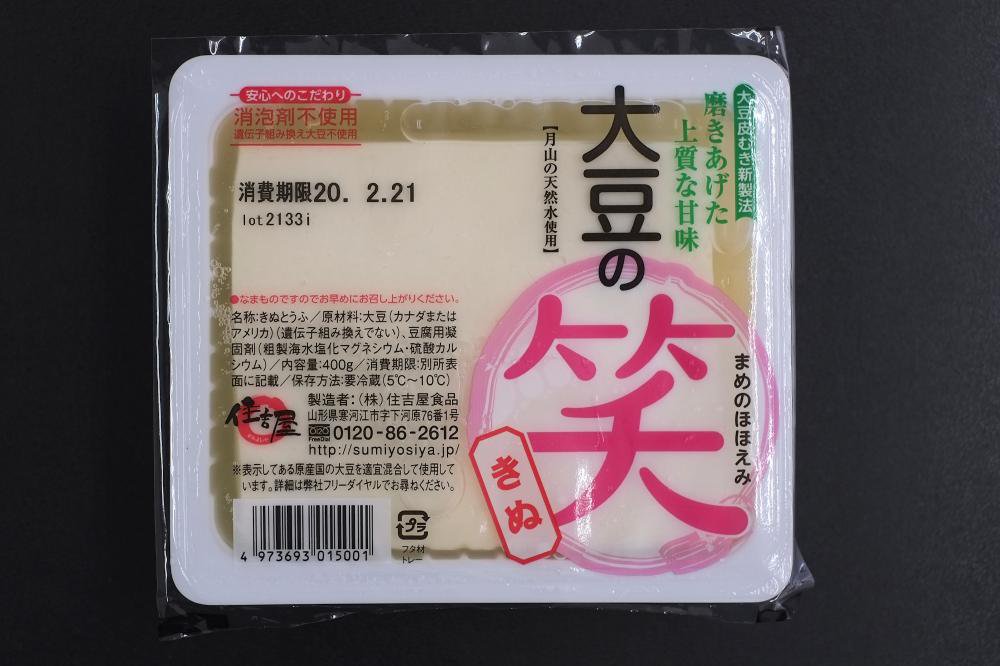 安心へのこだわり
消泡剤不使用
遺伝子組み換え大豆不使用
大豆皮むき新製法
磨きあげた
上質な甘味
大豆の
笑
【月山の天然水使用】
まめのほほえみ
きぬ
消費期限20. 2.21
lot2133i
●なまものですのでお早めにお召し上がりください。
名称:きぬとうふ/原材料:大豆(カナダまたは
アメリカ)(遺伝子組み換えでない)、豆腐用凝
固剤(粗製海水塩化マグネシウム・硫酸カル
シウム)/内容量:400g/消費期限:別所表
面に記載/保存方法:要冷蔵(5℃~10℃)
住吉屋
製造者:(株)住吉屋食品
山形県寒河江市字下河原76番1号
FreeDial 0120-86-2612
http://sumiyosiya.jp/
※表示してある原産国の大豆を適宜混合して使用して
います。詳細は弊社フリーダイヤルでお尋ねください。
4 973693 015001
プラ
フタ材
トレー